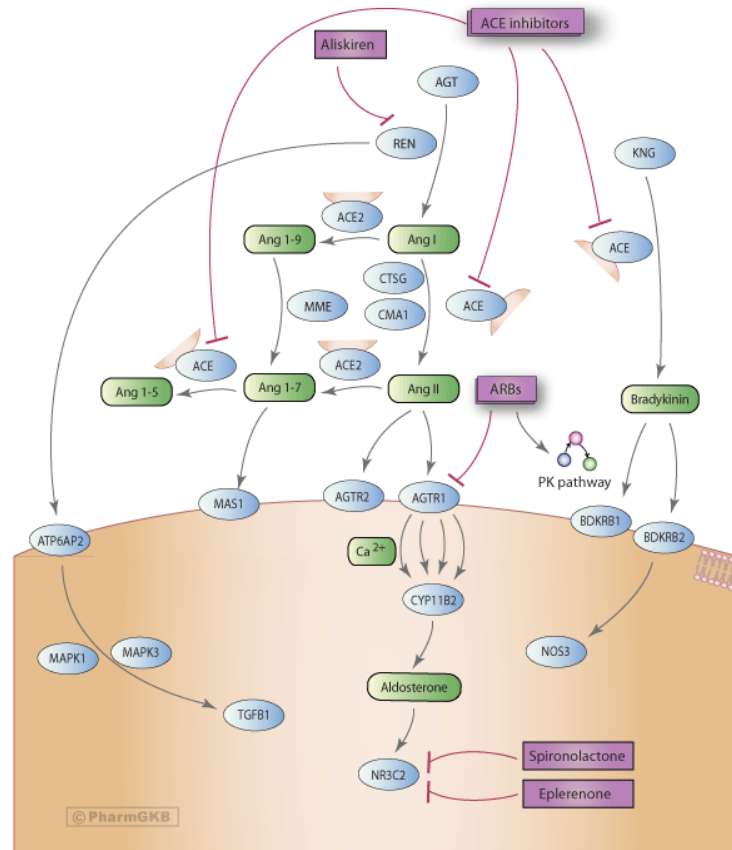 ACE inhibitors
Aliskiren
AGT
REN
KNG
ACE2
Ang 1-9
Ang I
ACE
CTSG
MME
ACE
CMA1
ACE
ACE2
Ang 1-5
Ang 1-7
Ang II
ARBs
Bradykinin
PK pathway
MAS1
AGTR2
AGTR1
BDKRB1
ATP6AP2
BDKRB2
Ca 2+
CYP11B2
MAPK1
MAPK3
NOS3
Aldosterone
TGFB1
Spironolactone
NR3C2
Eplerenone
© PharmGKB